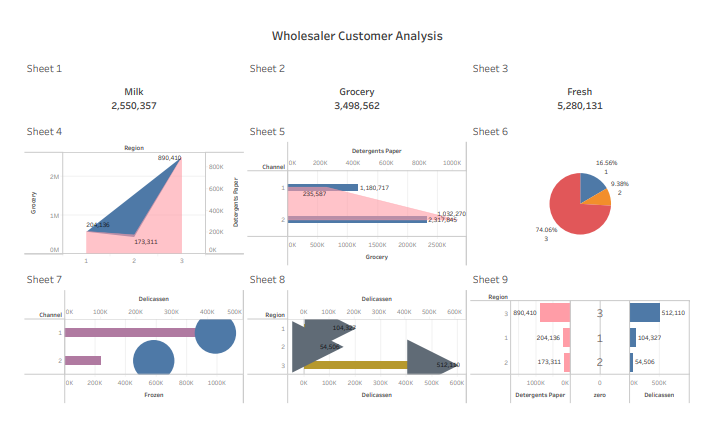 Wholesaler Customer Analysis
Sheet 1
Sheet 2
Sheet 3
Milk
2,550,357
Grocery
3,498,562
Fresh
5,280,131
Sheet 4
Region
890,410
204,136
173,311
2M
1M
0M
Grocery
800K
600K
400K
200K
0K
Detergents Paper
1 2 3
Sheet 5
Detergents Paper
Channel
0K 200K 400K 600K 800K 1000K
1
1,180,717
235,587
1,032,270
2
2,317,845
0K 500K 1000K 1500K 2000K 2500K
Grocery
Sheet 6
16.56%
1
9.38%
2
74.06%
3
Sheet 7
Delicassen
Channel
0K 100K 200K 300K 400K 500K
1
2
0K 200K 400K 600K 800K 1000K
Frozen
Sheet 8
Delicassen
Region
0K 100K 200K 300K 400K 500K 600K
1
104,327
2
54,506
3
512,110
0K 100K 200K 300K 400K 500K 600K
Delicassen
Sheet 9
Region
3 890,410 3 512,110
1 204,136 1 104,327
2 173,311 2 54,506
1000K 0K 0 0K 500K
Detergents Paper zero Delicassen